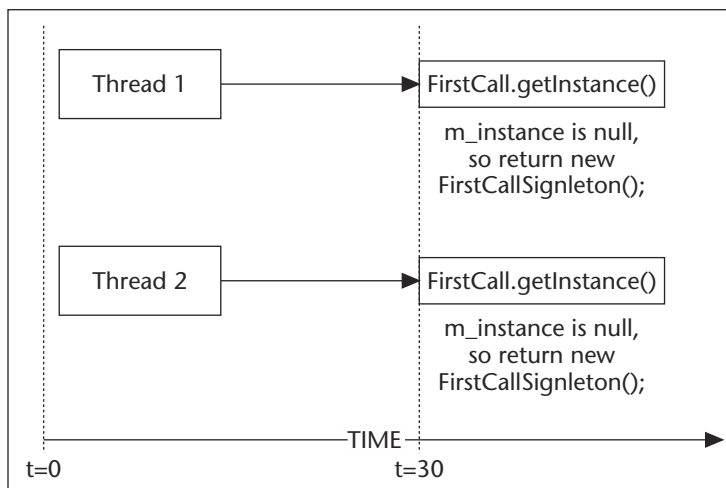 Thread 1
FirstCall.getInstance()
m_instance is null,
so return new
FirstCallSignleton();
Thread 2
FirstCall.getInstance()
m_instance is null,
so return new
FirstCallSignleton();
TIME
t=0
t=30